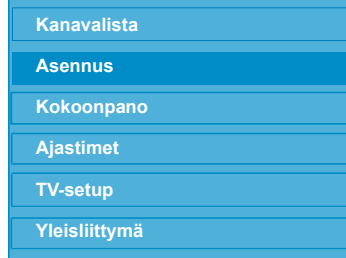 Kanavalista
Asennus
Kokoonpano
Ajastimet
TV-setup
Yleisliittymä